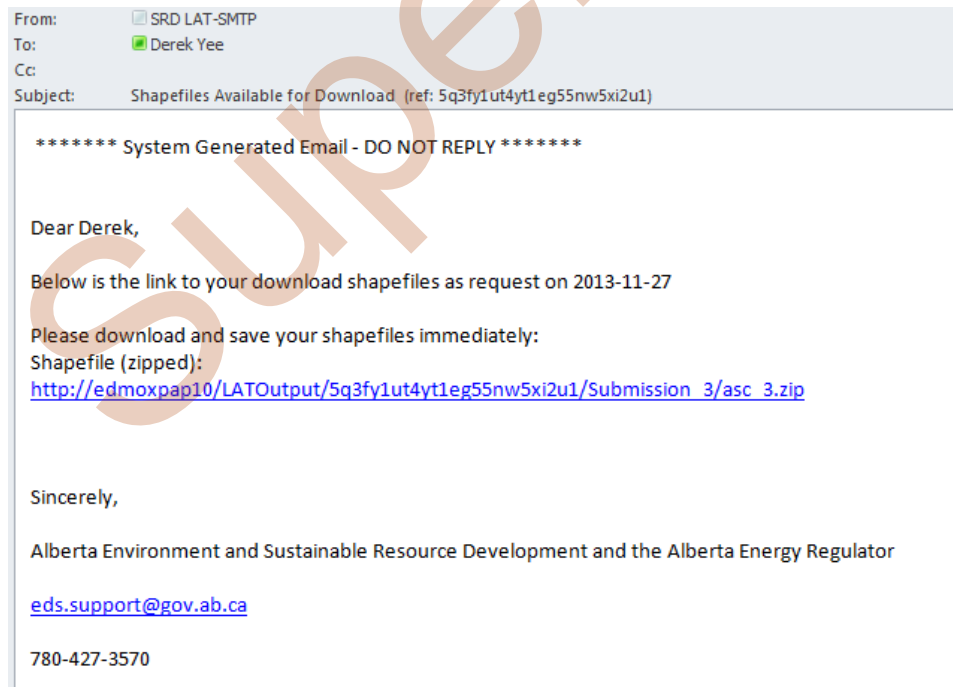 From: SRD LAT-SMTP
To: Derek Yee
Cc:
Subject: Shapefiles Available for Download (ref: 5q3fy1ut4yt1eg55nw5xi2u1)
******* System Generated Email - DO NOT REPLY *******
Dear Derek,
Below is the link to your download shapefiles as request on 2013-11-27
Please download and save your shapefiles immediately:
Shapefile (zipped):
http://edmoxpap10/LATOutput/5q3fy1ut4yt1eg55nw5xi2u1/Submission_3/asc_3.zip
Sincerely,
Alberta Environment and Sustainable Resource Development and the Alberta Energy Regulator
eds.support@gov.ab.ca
780-427-3570